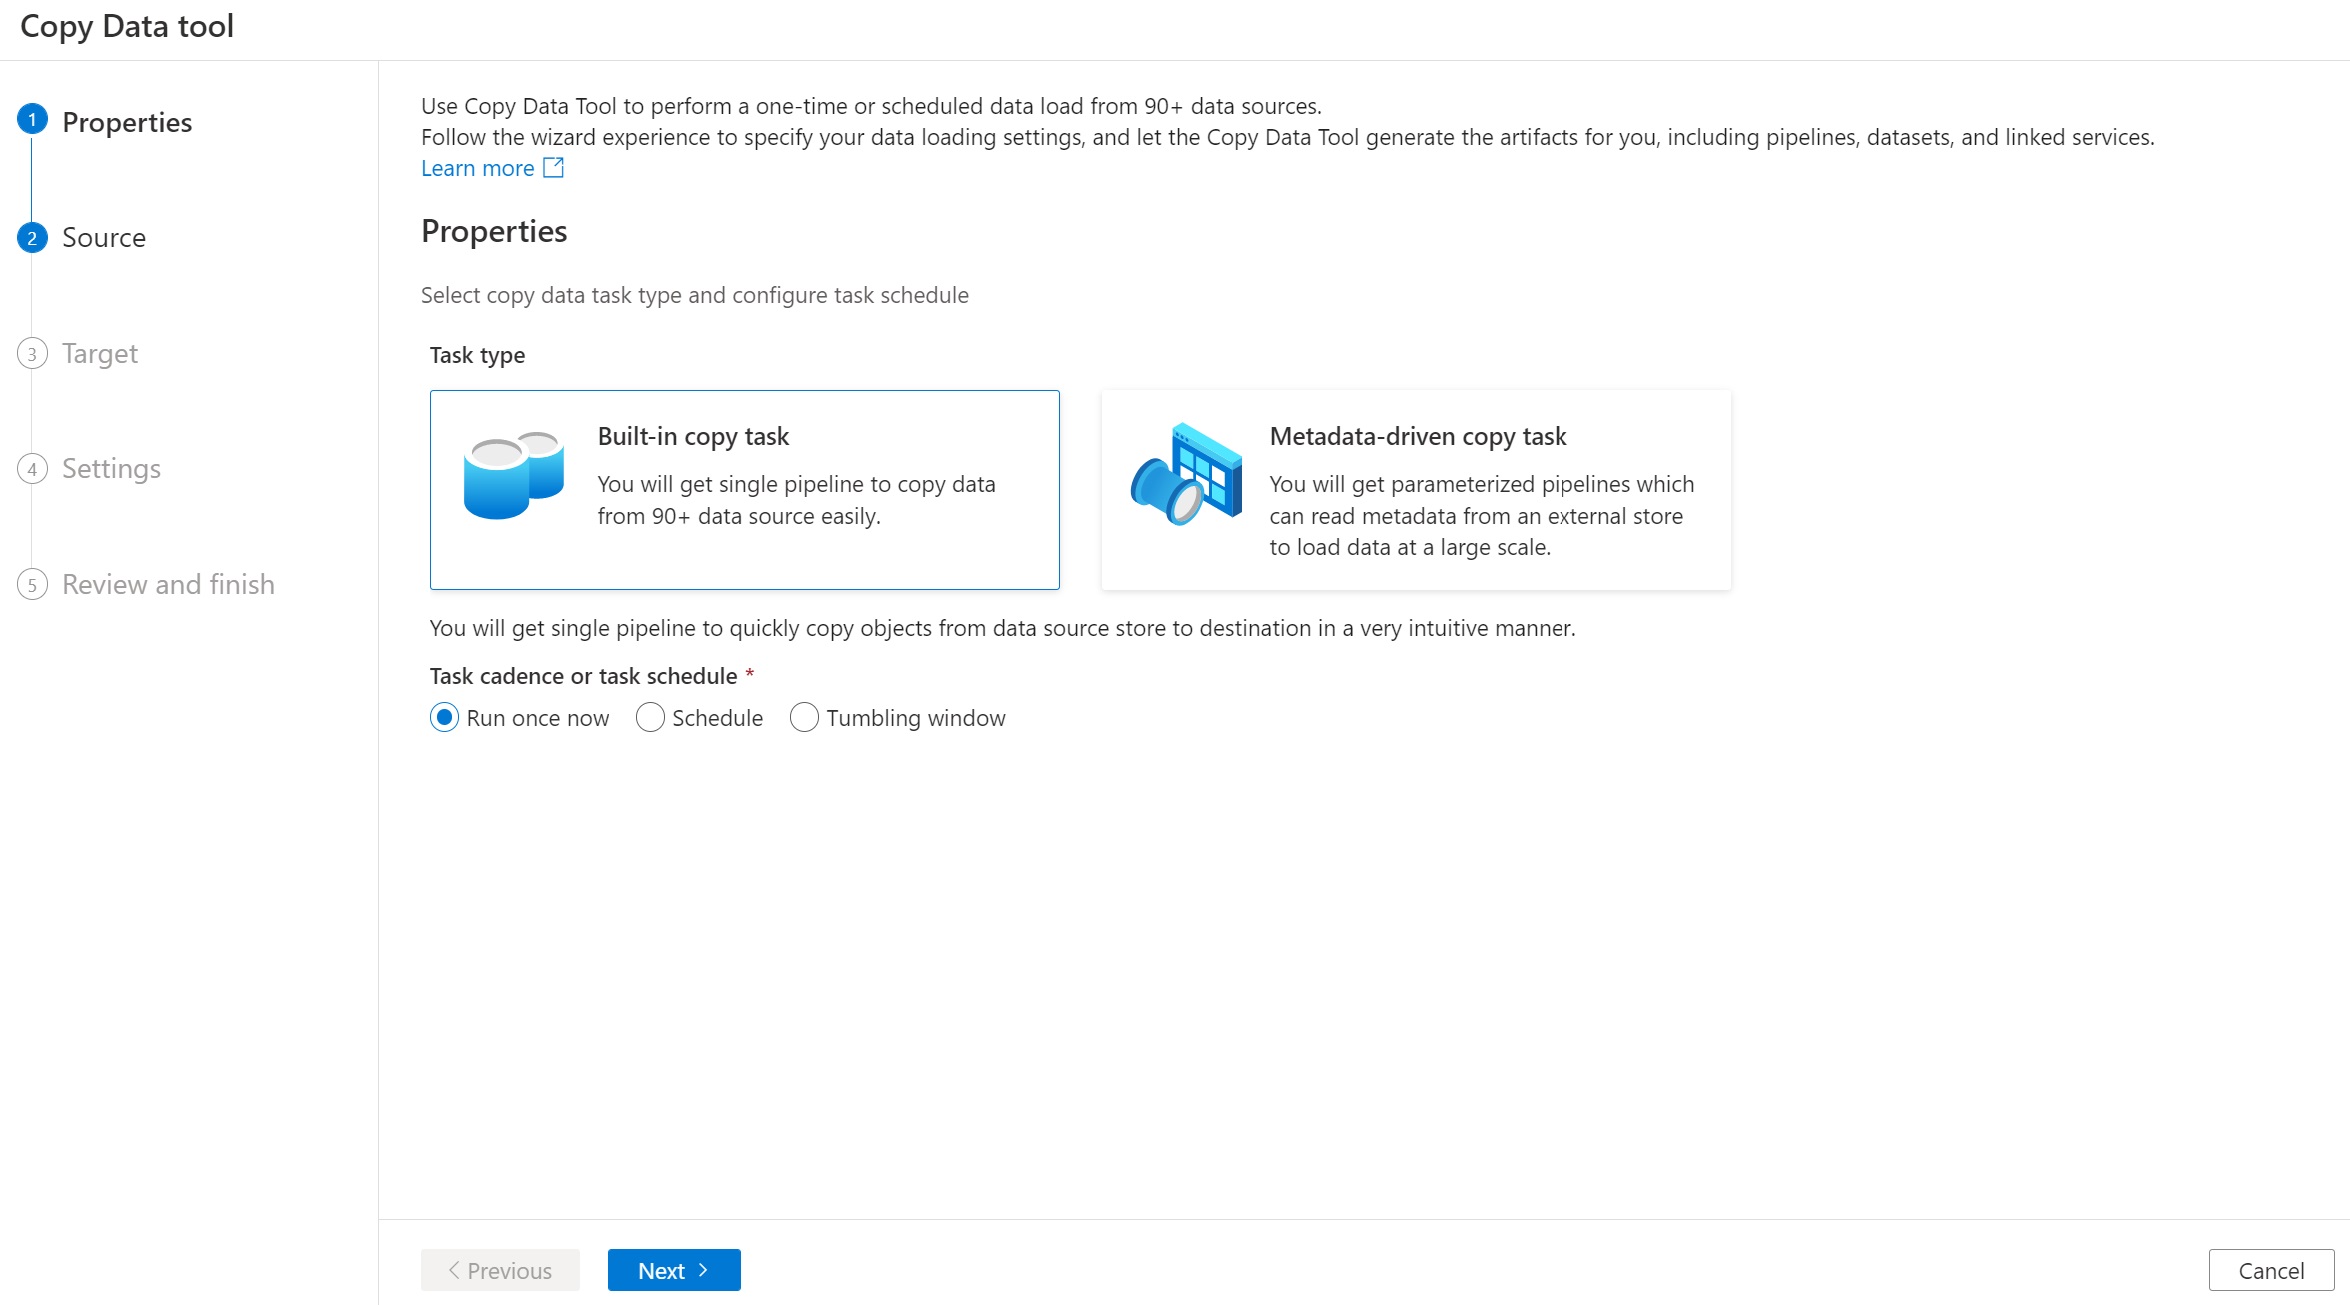 Copy Data tool
1 Properties
2 Source
3 Target
4 Settings
5 Review and finish
Use Copy Data Tool to perform a one-time or scheduled data load from 90+ data sources.
Follow the wizard experience to specify your data loading settings, and let the Copy Data Tool generate the artifacts for you, including pipelines, datasets, and linked services.
Learn more
Properties
Select copy data task type and configure task schedule
Task type
Built-in copy task
You will get single pipeline to copy data
from 90+ data source easily.
Metadata-driven copy task
You will get parameterized pipelines which
can read metadata from an external store
to load data at a large scale.
You will get single pipeline to quickly copy objects from data source store to destination in a very intuitive manner.
Task cadence or task schedule *
Run once now Schedule Tumbling window
< Previous Next > Cancel